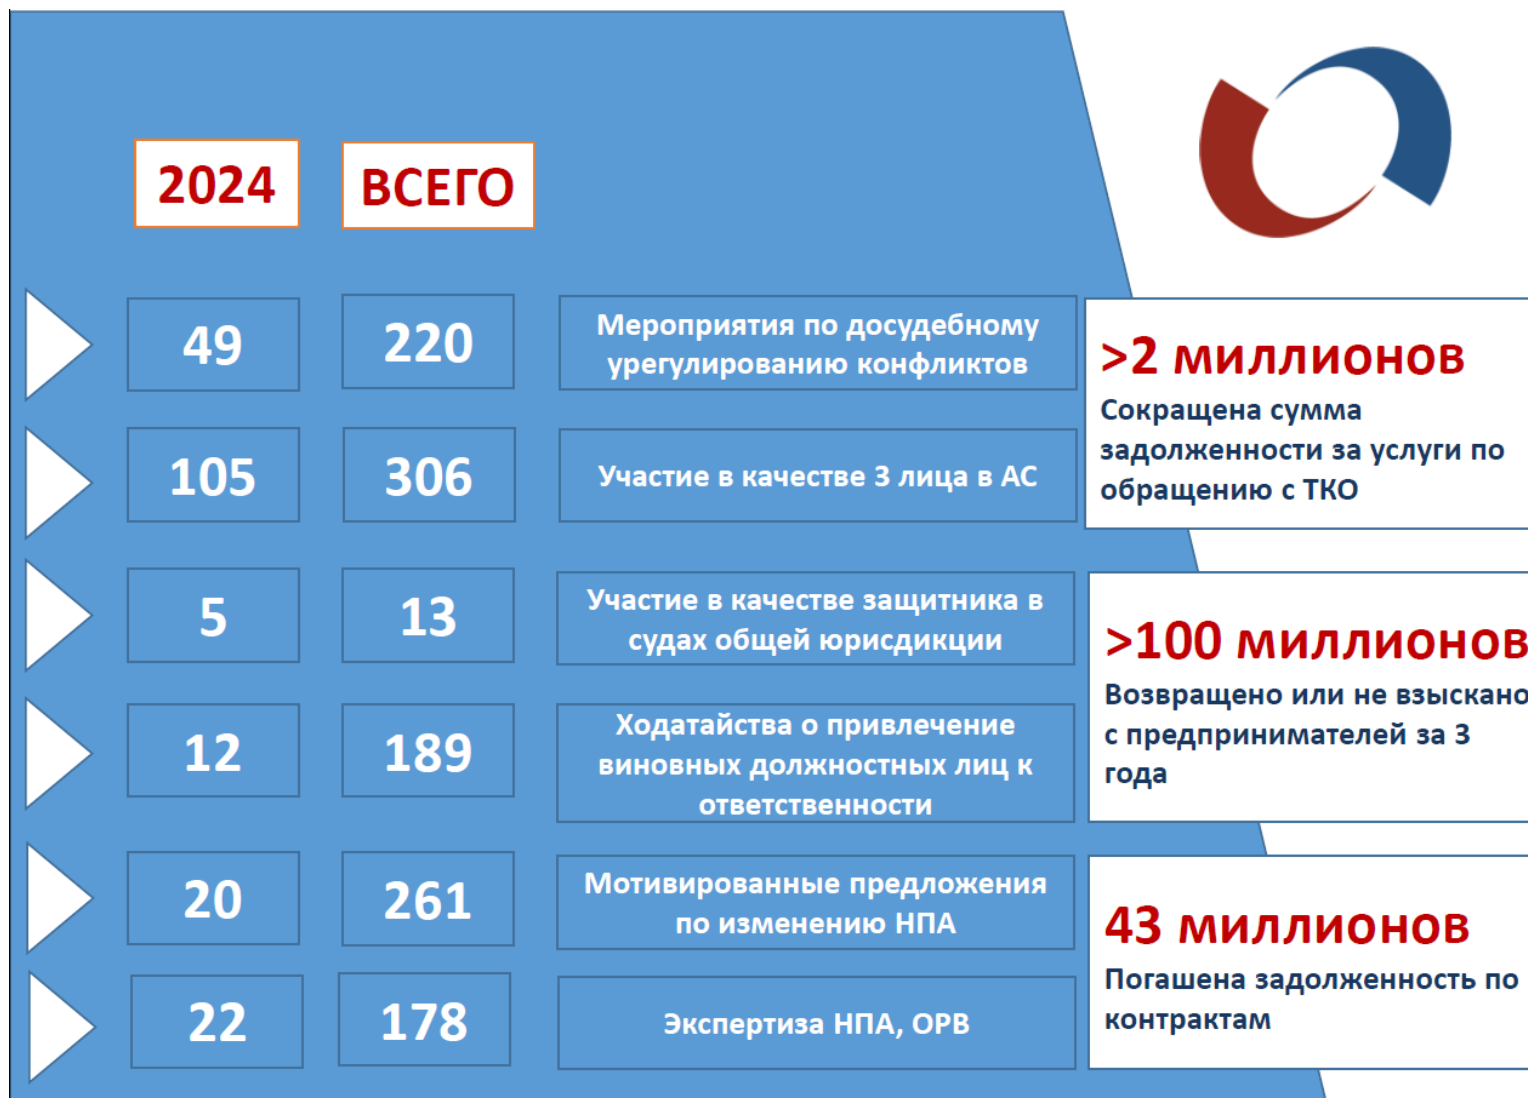 2024
ВСЕГО
49
220
Мероприятия по досудебному
урегулированию конфликтов
105
306
Участие в качестве 3 лица в АС
5
13
Участие в качестве защитника в
судах общей юрисдикции
12
189
Ходатайства о привлечение
виновных должностных лиц к
ответственности
20
261
Мотивированные предложения
по изменению НПА
22
178
Экспертиза НПА, ОРВ
>2 миллионов
Сокращена сумма
задолженности за услуги по
обращению с ТКО
>100 миллионов
Возвращено или не взыскано
с предпринимателей за 3
года
43 миллионов
Погашена задолженность по
контрактам